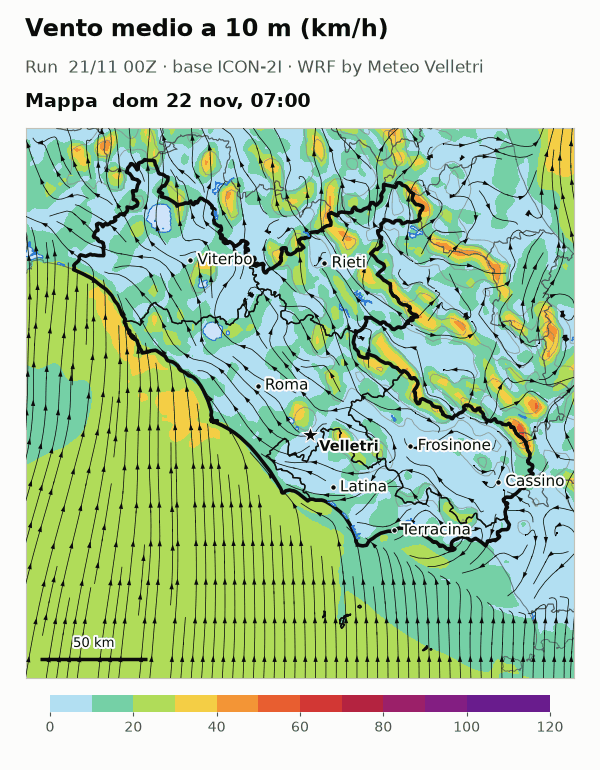 Vento medio a 10 m (km/h)
Run  21/11 00Z · base ICON-2I · WRF by Meteo Velletri
Mappa  dom 22 nov, 07:00
Viterbo
Rieti
Roma
Velletri
Frosinone
Cassino
Latina
Terracina
50 km
0 20 40 60 80 100 120